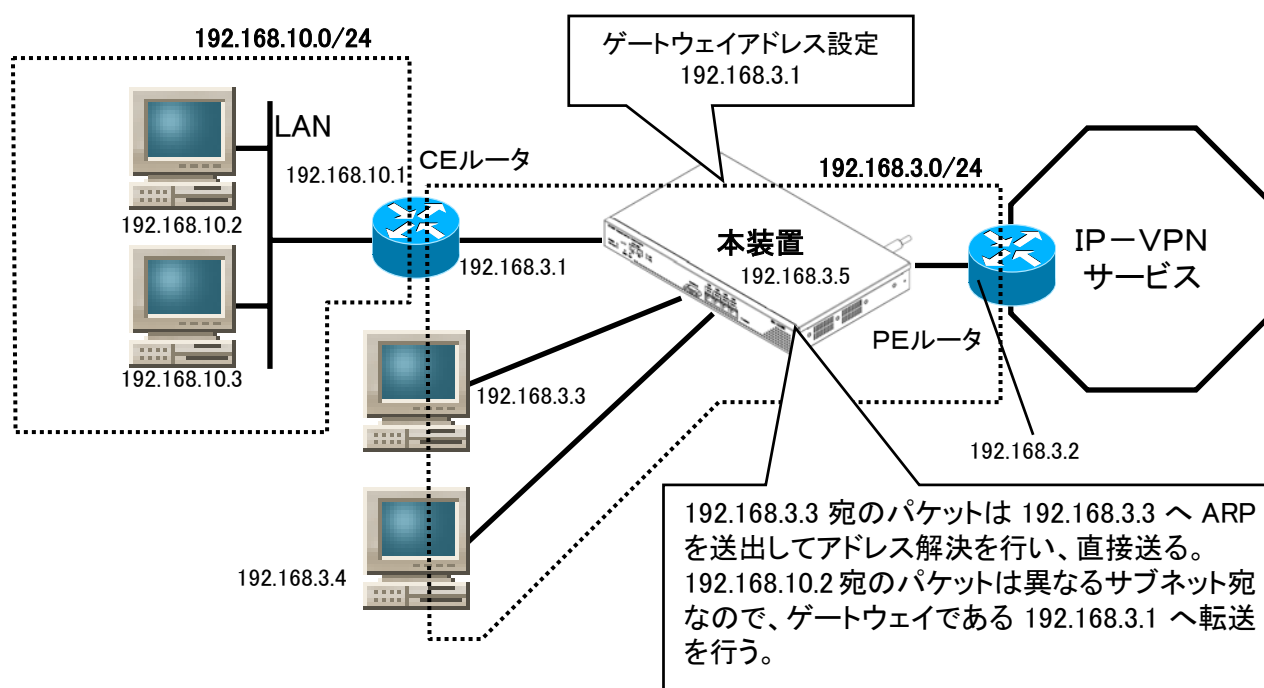 192.168.10.0/24
ゲートウェイアドレス設定
192.168.3.1
LAN
CEルータ
192.168.10.1
192.168.3.0/24
192.168.10.2
本装置
192.168.3.5
192.168.3.1
IP－VPN
サービス
PEルータ
192.168.10.3
192.168.3.3
192.168.3.2
192.168.3.4
192.168.3.3 宛のパケットは 192.168.3.3 へ ARP
を送出してアドレス解決を行い、直接送る。
192.168.10.2 宛のパケットは異なるサブネット宛
なので、ゲートウェイである 192.168.3.1 へ転送
を行う。